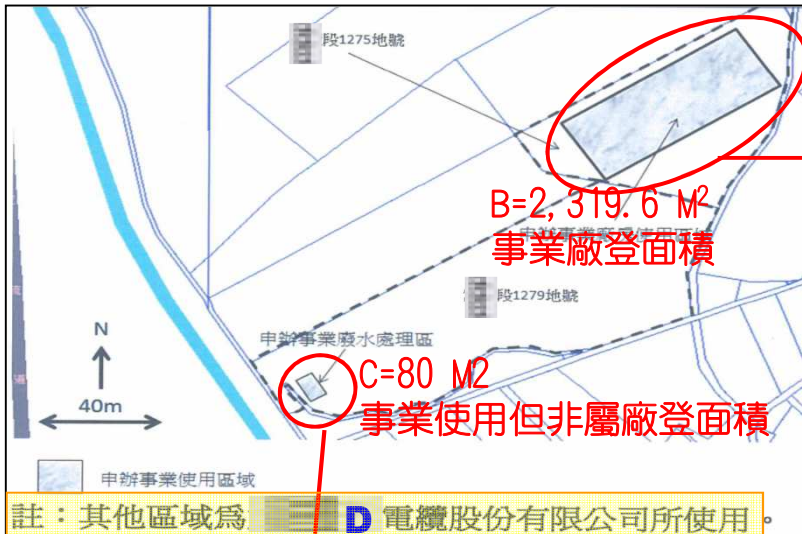 段1275地號
B=2,319.6 M²
事業廠登面積
段1279地號
申辦事業廢水處理區
C=80 M2
事業使用但非屬廠登面積
N
40m
申辦事業使用區域
註：其他區域為 D 電纜股份有限公司所使用。